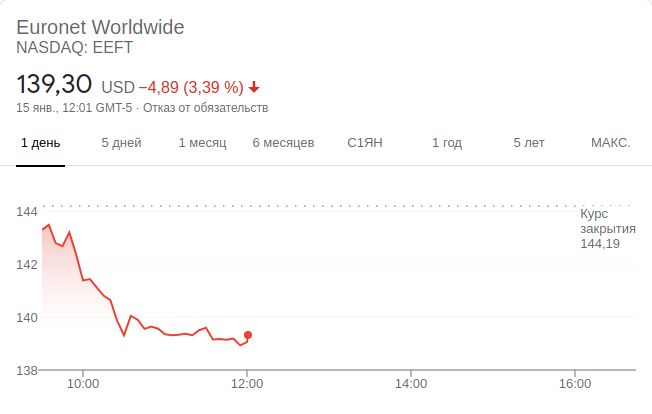 Euronet Worldwide
NASDAQ: EEFT
139,30 USD −4,89 (3,39 %)
15 янв., 12:01 GMT-5 · Отказ от обязательств
1 день 5 дней 1 месяц 6 месяцев С1ЯН 1 год 5 лет МАКС.
144
Курс
закрытия
144,19
142
140
138
10:00 12:00 14:00 16:00